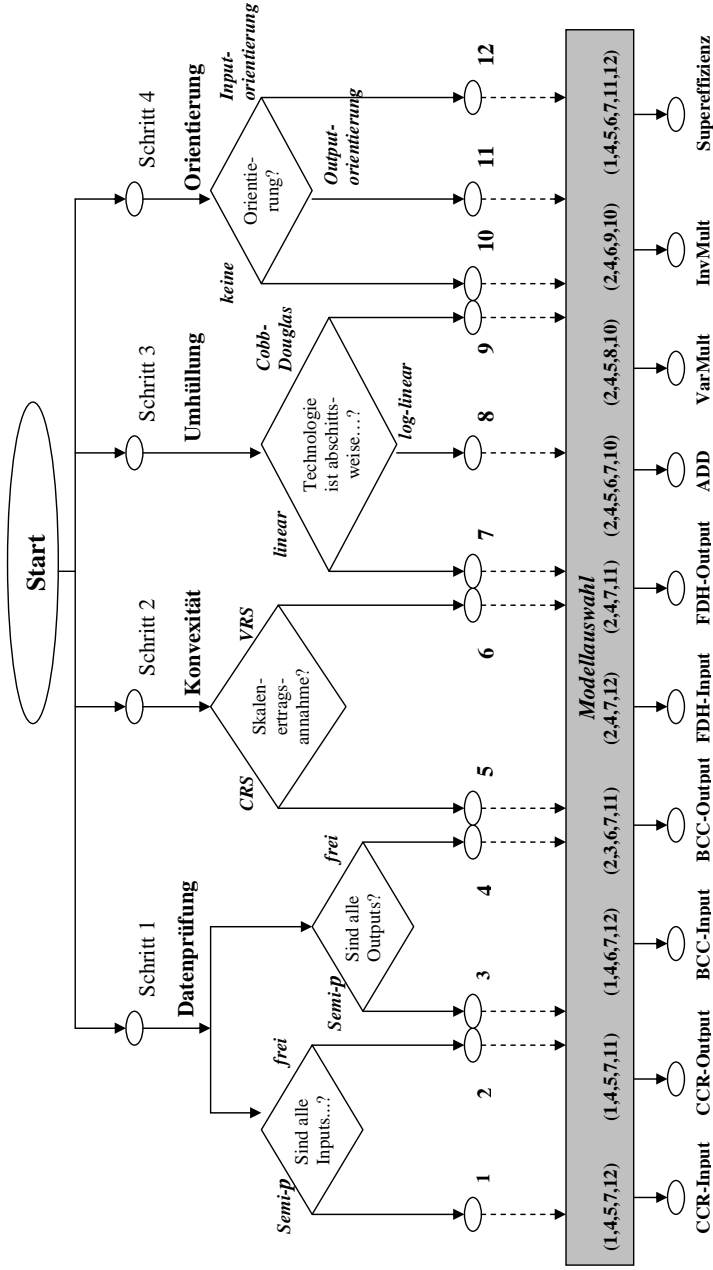 Start
Schritt 1
Schritt 2
Schritt 3
Schritt 4
Datenprüfung
Konvexität
Umhüllung
Orientierung
Semi-p
Sind alle
Inputs...?
frei
Semi-p
Sind alle
Outputs?
frei
CRS
Skalen-
ertrags-
annahme?
VRS
linear
Technologie
ist abschitts-
weise…?
Cobb-
Douglas
log-linear
keine
Orientie-
rung?
Input-
orientierung
Output-
orientierung
1
2
3
4
5
6
7
8
9
10
11
12
Modellauswahl
(1,4,5,7,12)
(1,4,5,7,11)
(1,4,6,7,12)
(2,3,6,7,11)
(2,4,7,12)
(2,4,7,11)
(2,4,5,6,7,10)
(2,4,5,8,10)
(2,4,6,9,10)
(1,4,5,6,7,11,12)
CCR-Input
CCR-Output
BCC-Input
BCC-Output
FDH-Input
FDH-Output
ADD
VarMult
InvMult
Supereffizienz